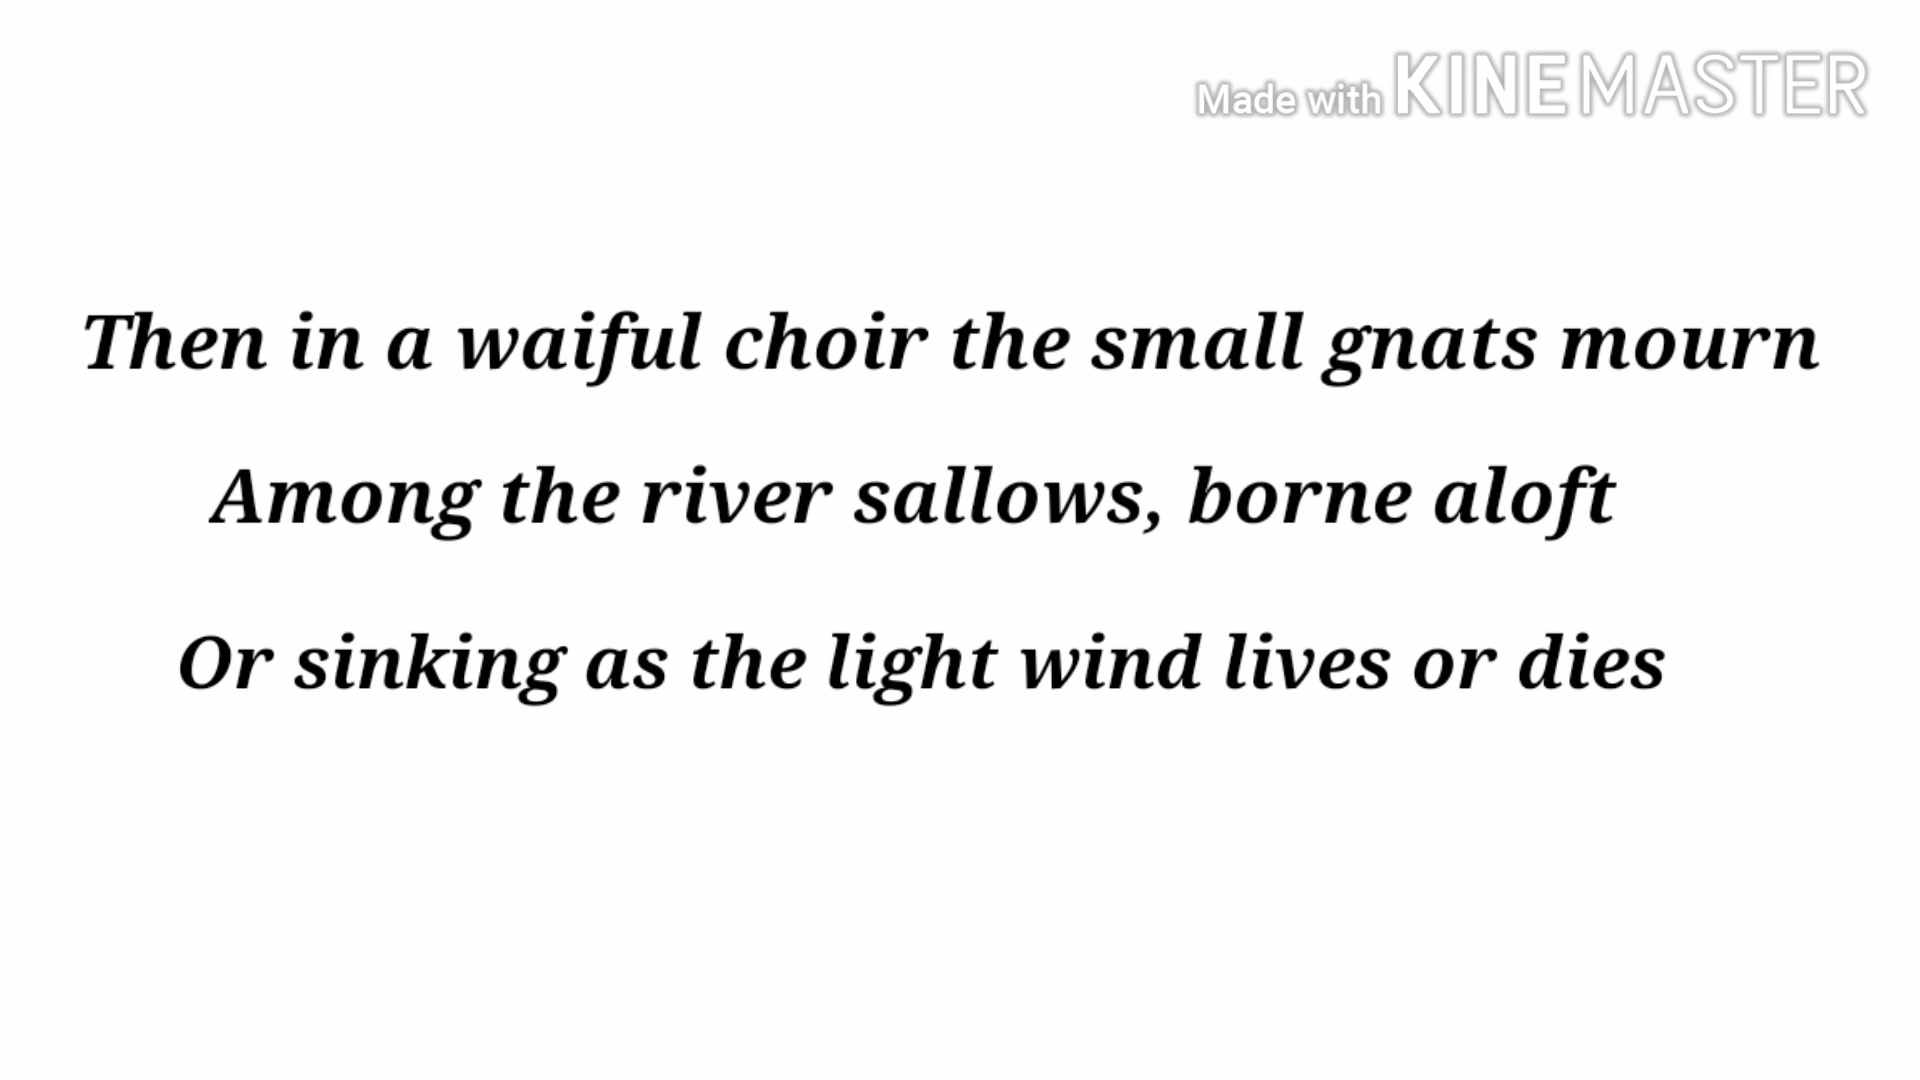 Made with KINEMASTER
Then in a waiful choir the small gnats mourn
Among the river sallows, borne aloft
Or sinking as the light wind lives or dies